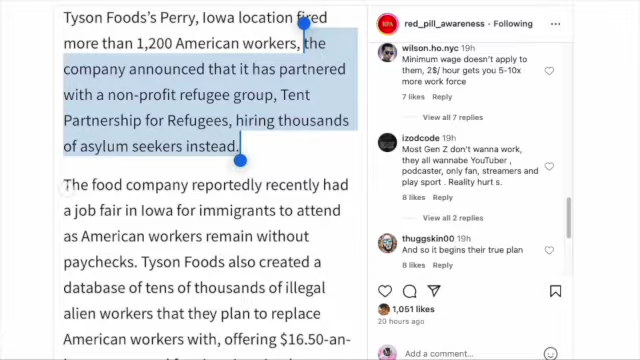 Tyson Foods's Perry, Iowa location fired
more than 1,200 American workers, the
company announced that it has partnered
with a non-profit refugee group, Tent
Partnership for Refugees, hiring thousands
of asylum seekers instead.
The food company reportedly recently had
a job fair in Iowa for immigrants to attend
as American workers remain without
paychecks. Tyson Foods also created a
database of tens of thousands of illegal
alien workers that they plan to replace
American workers with, offering $16.50-an-
RPA
red_pill_awareness • Following
wilson.ho.nyc 19h
Minimum wage doesn't apply to
them, 2$/ hour gets you 5-10x
more work force
7 likes Reply
View all 7 replies
izodcode 19h
Most Gen Z don't wanna work,
they all wannabe YouTuber ,
podcaster, only fan, streamers and
play sport . Reality hurt s.
8 likes Reply
View all 2 replies
thuggskin00 19h
And so it begins their true plan
8 likes Reply
1,051 likes
20 hours ago
Add a comment...